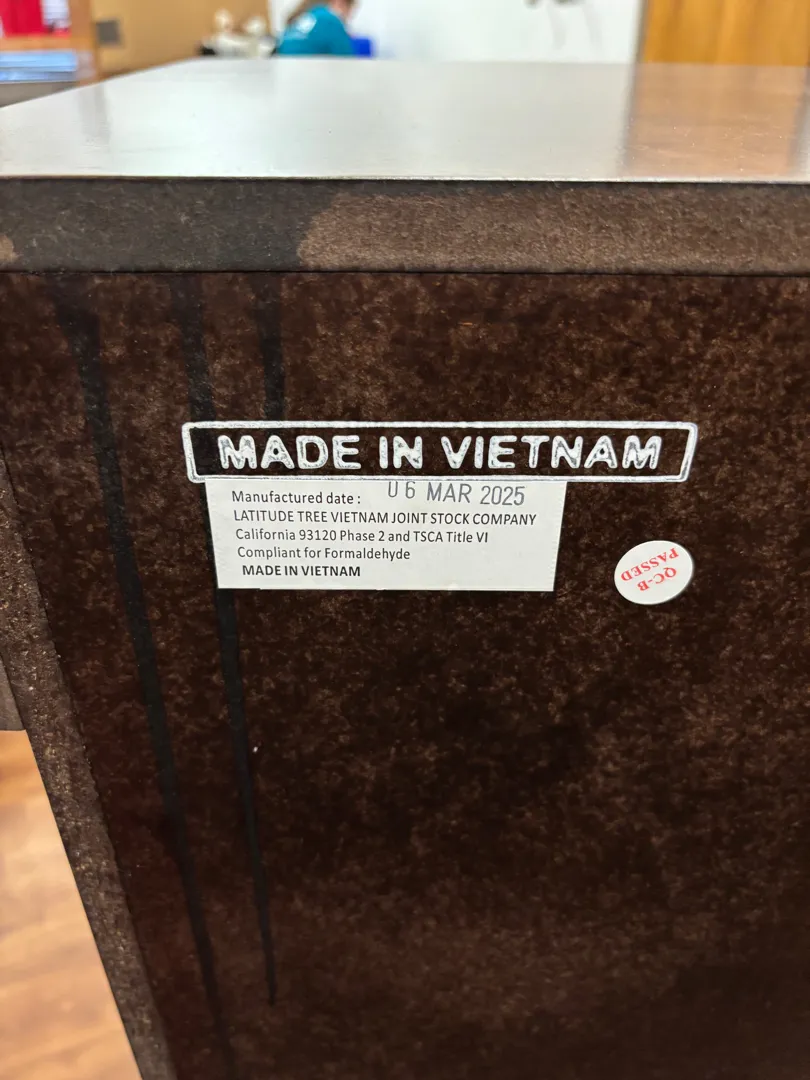 MADE IN VIETNAM
Manufactured date : 06 MAR 2025
LATITUDE TREE VIETNAM JOINT STOCK COMPANY
California 93120 Phase 2 and TSCA Title VI
Compliant for Formaldehyde
MADE IN VIETNAM
QC-B
PASSED